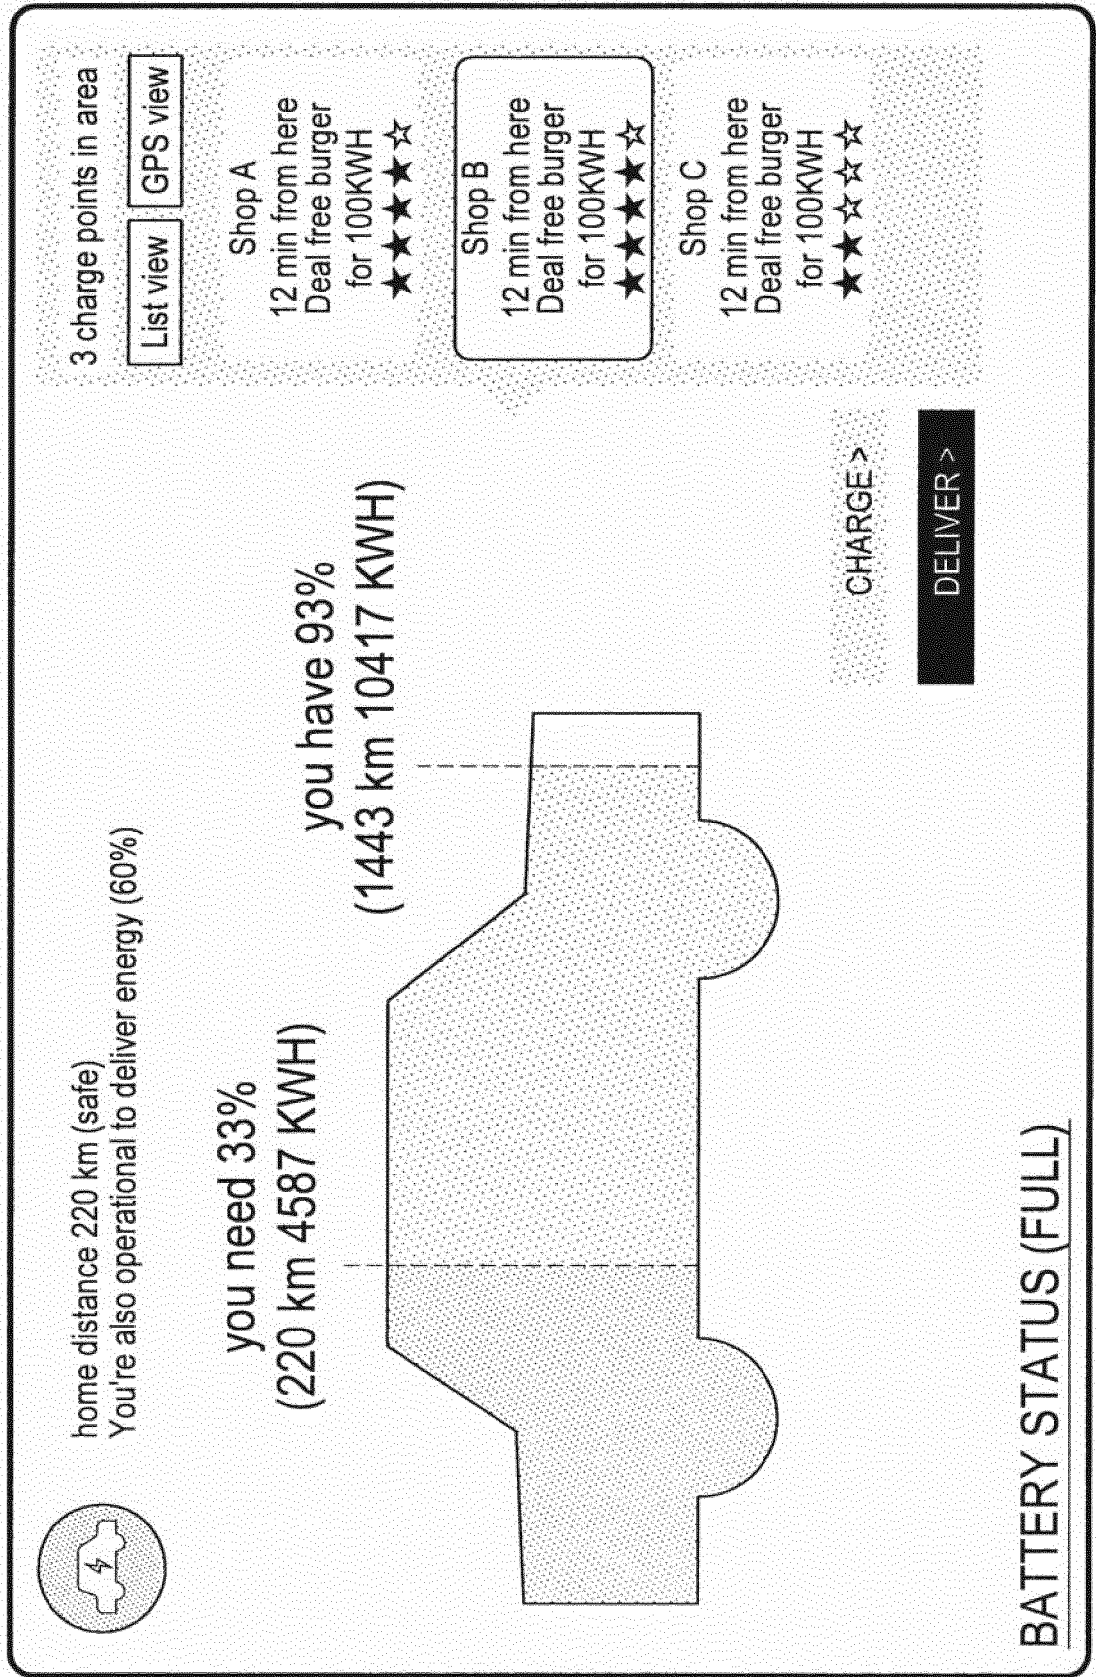 home distance 220 km (safe)
You're also operational to deliver energy (60%)
you need 33%
(220 km 4587 KWH)
you have 93%
(1443 km 10417 KWH)
3 charge points in area
List view
GPS view
Shop A
12 min from here
Deal free burger
for 100KWH
★★★★☆
Shop B
12 min from here
Deal free burger
for 100KWH
★★★★☆
Shop C
12 min from here
Deal free burger
for 100KWH
★★☆☆☆
CHARGE >
DELIVER >
BATTERY STATUS (FULL)